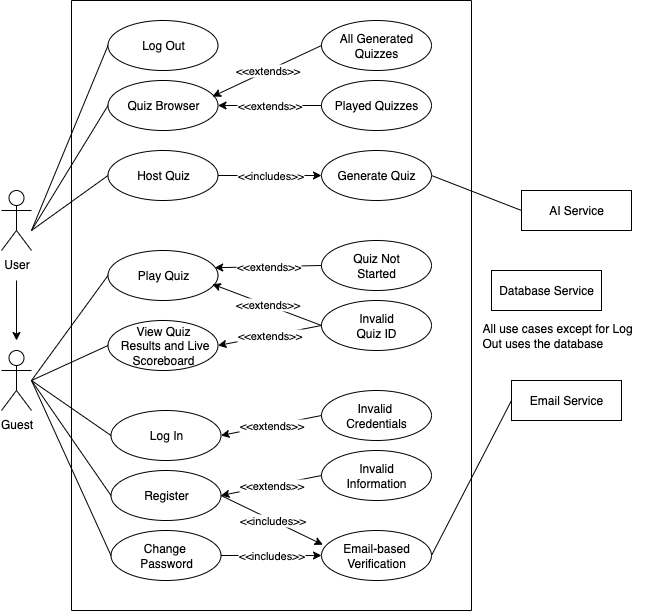 Log Out
All Generated
Quizzes
<<extends>>
Quiz Browser
<<extends>>
Played Quizzes
Host Quiz
<<includes>>
Generate Quiz
AI Service
User
Play Quiz
<<extends>>
Quiz Not
Started
Database Service
<<extends>>
Invalid
Quiz ID
All use cases except for Log
Out uses the database
View Quiz
Results and Live
Scoreboard
<<extends>>
Guest
Invalid
Credentials
Email Service
<<extends>>
Log In
Invalid
Information
<<extends>>
Register
<<includes>>
Change
Password
<<includes>>
Email-based
Verification